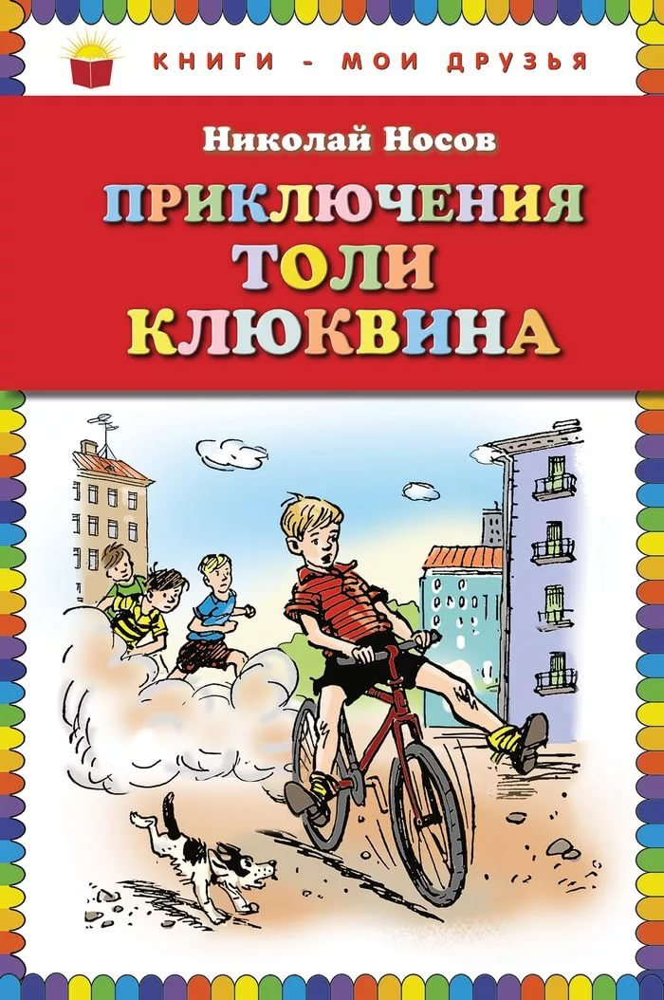 КНИГИ - МОИ ДРУЗЬЯ
Николай Носов
ПРИКЛЮЧЕНИЯ
ТОЛИ
КЛЮКВИНА